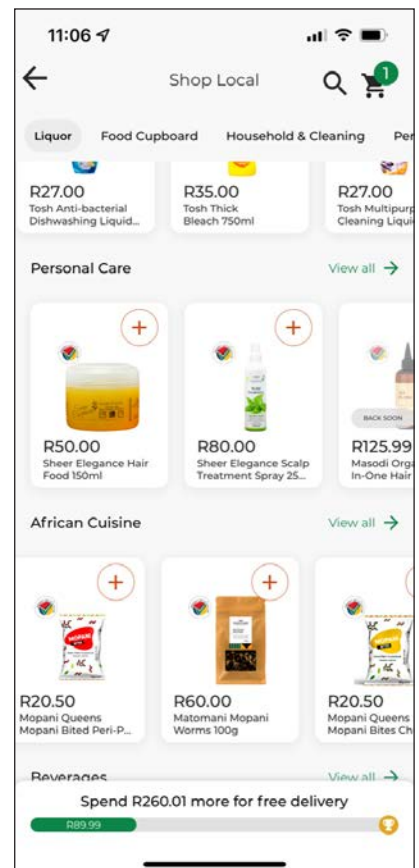 11:06
1
Shop Local
Liquor Food Cupboard Household & Cleaning Per
R27.00 R35.00 R27.00
Tosh Anti-bacterial Tosh Thick Tosh Multipurp
Dishwashing Liquid... Bleach 750ml Cleaning Liqui
Personal Care View all
BACK SOON
R50.00 R80.00 R125.99
Sheer Elegance Hair Sheer Elegance Scalp Masodi Orga
Food 150ml Treatment Spray 25... In-One Hair
African Cuisine View all
MOPANI MOPANI
R20.50 R60.00 R20.50
Mopani Queens Matomani Mopani Mopani Queens
Mopani Bited Peri-P... Worms 100g Mopani Bites Ch
Beverages View all
Spend R260.01 more for free delivery
R89.99